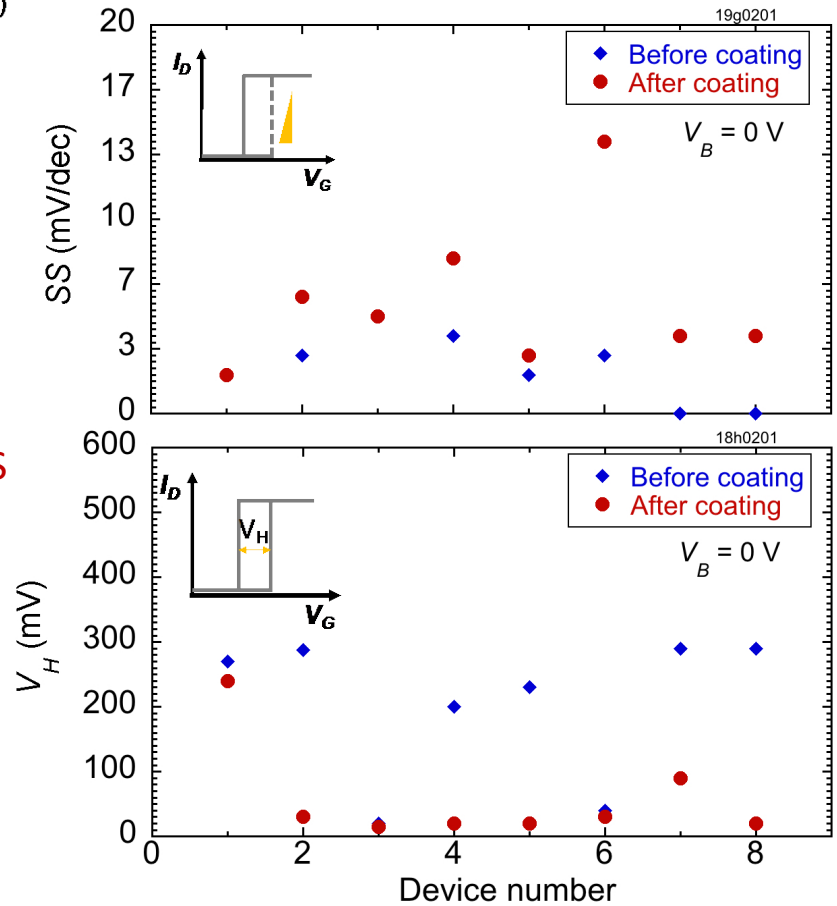 )
19g0201
20
17
13
10
7
3
0
SS (mV/dec)
I_D
V_G
Before coating
After coating
V_B = 0 V
18h0201
S
600
500
400
300
200
100
0
V_H (mV)
I_D
V_H
V_G
Before coating
After coating
V_B = 0 V
0 2 4 6 8
Device number